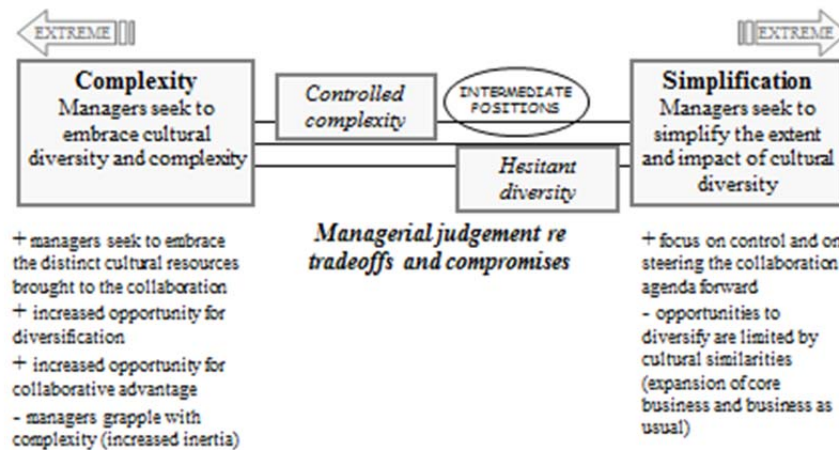 EXTREME
EXTREME
Complexity
Managers seek to
embrace cultural
diversity and complexity
Controlled
complexity
INTERMEDIATE
POSITIONS
Hesitant
diversity
Simplification
Managers seek to
simplify the extent
and impact of cultural
diversity
Managerial judgement re
tradeoffs and compromises
+ managers seek to embrace
the distinct cultural resources
brought to the collaboration
+ increased opportunity for
diversification
+ increased opportunity for
collaborative advantage
- managers grapple with
complexity (increased inertia)
+ focus on control and on
steering the collaboration
agenda forward
- opportunities to
diversify are limited by
cultural similarities
(expansion of core
business and business as
usual)